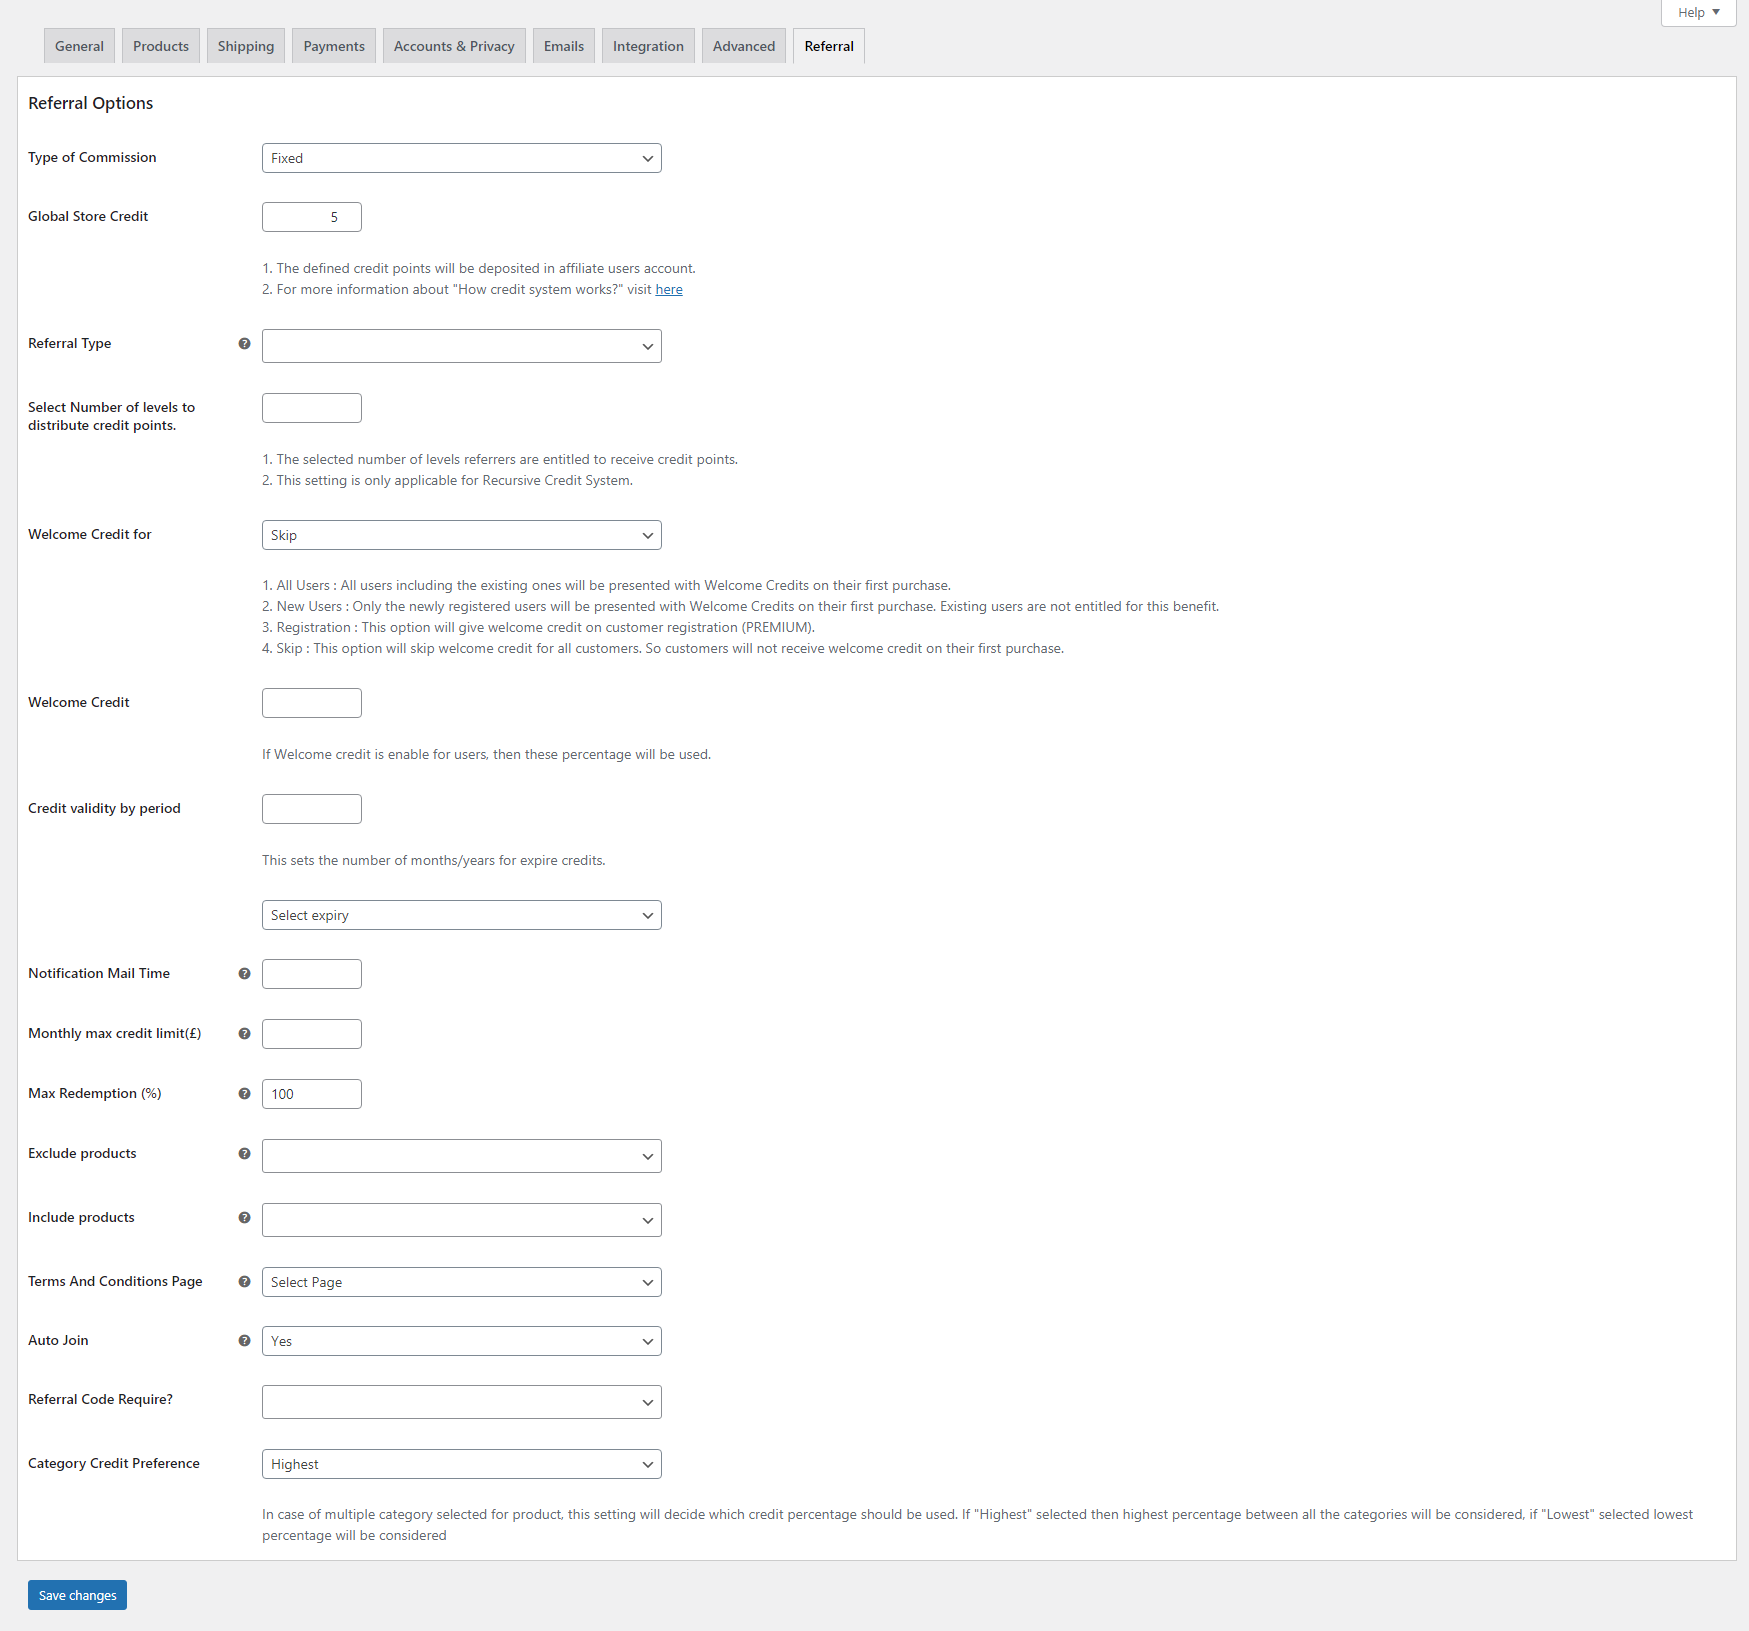 Help
General Products Shipping Payments Accounts & Privacy Emails Integration Advanced Referral
Referral Options
Type of Commission Fixed
Global Store Credit 5
1. The defined credit points will be deposited in affiliate users account.
2. For more information about "How credit system works?" visit here
Referral Type
Select Number of levels to
distribute credit points.
1. The selected number of levels referrers are entitled to receive credit points.
2. This setting is only applicable for Recursive Credit System.
Welcome Credit for Skip
1. All Users : All users including the existing ones will be presented with Welcome Credits on their first purchase.
2. New Users : Only the newly registered users will be presented with Welcome Credits on their first purchase. Existing users are not entitled for this benefit.
3. Registration : This option will give welcome credit on customer registration (PREMIUM).
4. Skip : This option will skip welcome credit for all customers. So customers will not receive welcome credit on their first purchase.
Welcome Credit
If Welcome credit is enable for users, then these percentage will be used.
Credit validity by period
This sets the number of months/years for expire credits.
Select expiry
Notification Mail Time
Monthly max credit limit(£)
Max Redemption (%) 100
Exclude products
Include products
Terms And Conditions Page Select Page
Auto Join Yes
Referral Code Require?
Category Credit Preference Highest
In case of multiple category selected for product, this setting will decide which credit percentage should be used. If "Highest" selected then highest percentage between all the categories will be considered, if "Lowest" selected lowest
percentage will be considered
Save changes